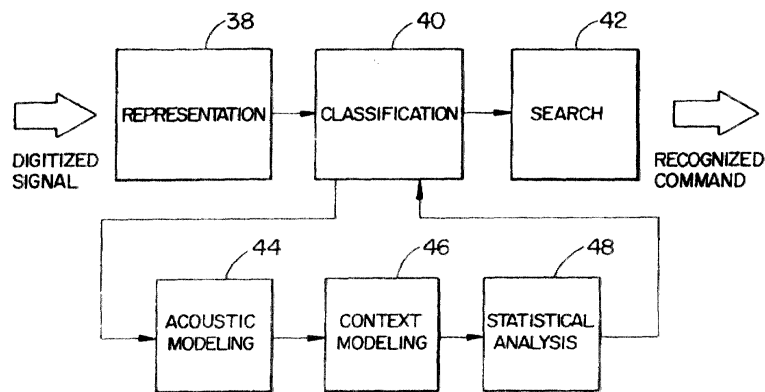 38
40
42
REPRESENTATION
CLASSIFICATION
SEARCH
DIGITIZED
SIGNAL
RECOGNIZED
COMMAND
44
46
48
ACOUSTIC
MODELING
CONTEXT
MODELING
STATISTICAL
ANALYSIS